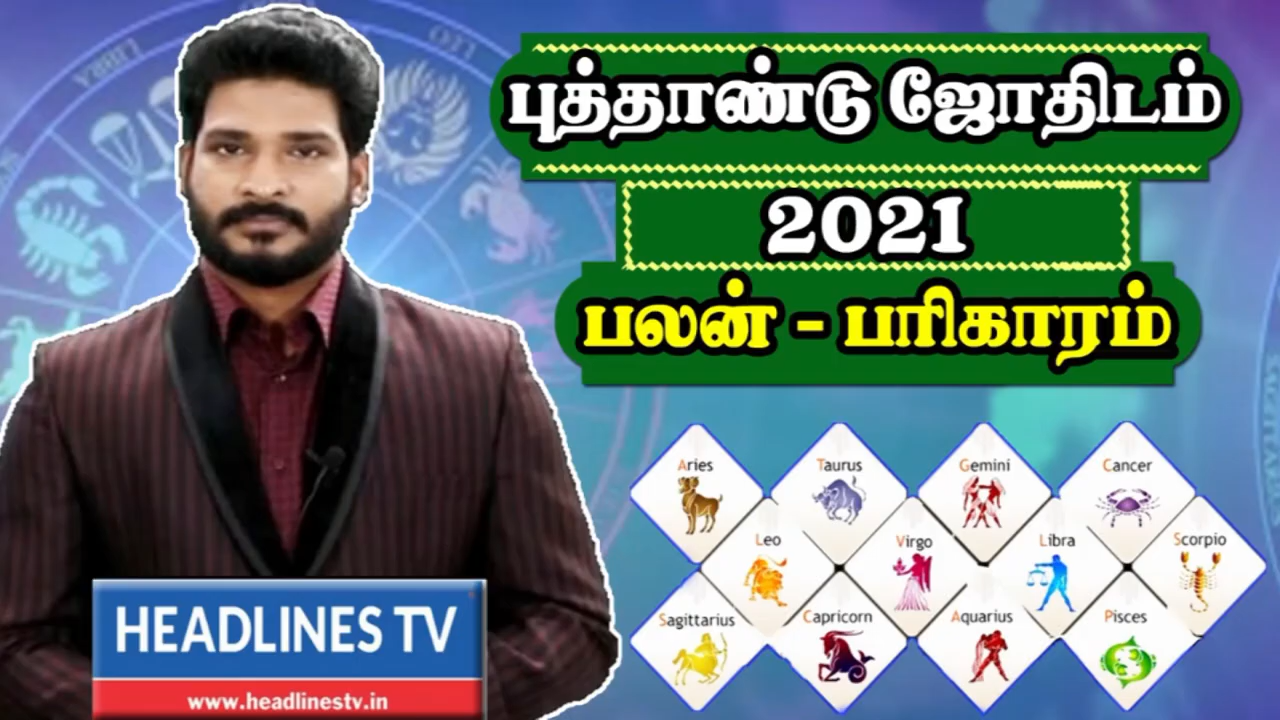 புத்தாண்டு ஜோதிடம்
2021
பலன் - பரிகாரம்
Aries
Taurus
Gemini
Cancer
Leo
Virgo
Libra
Scorpio
Sagittarius
Capricorn
Aquarius
Pisces
HEADLINES TV
www.headlinestv.in